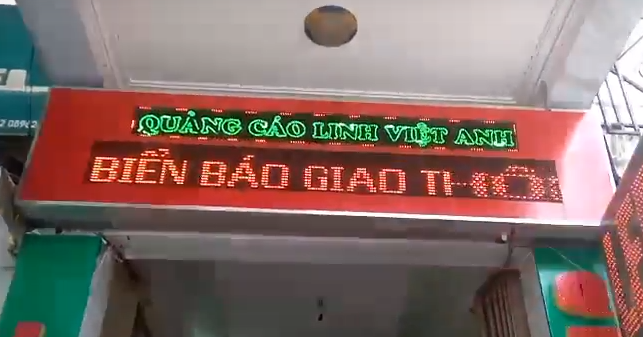 QUẢNG CÁO LINH VIỆT ANH
BIỂN BÁO GIAO